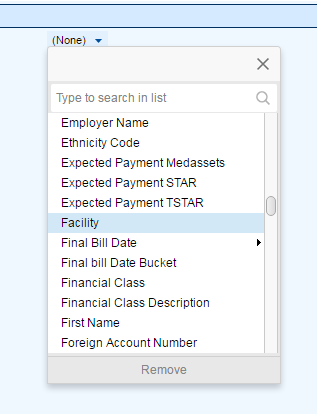 (None)
Type to search in list
Employer Name
Ethnicity Code
Expected Payment Medassets
Expected Payment STAR
Expected Payment TSTAR
Facility
Final Bill Date
Final bill Date Bucket
Financial Class
Financial Class Description
First Name
Foreign Account Number
Remove